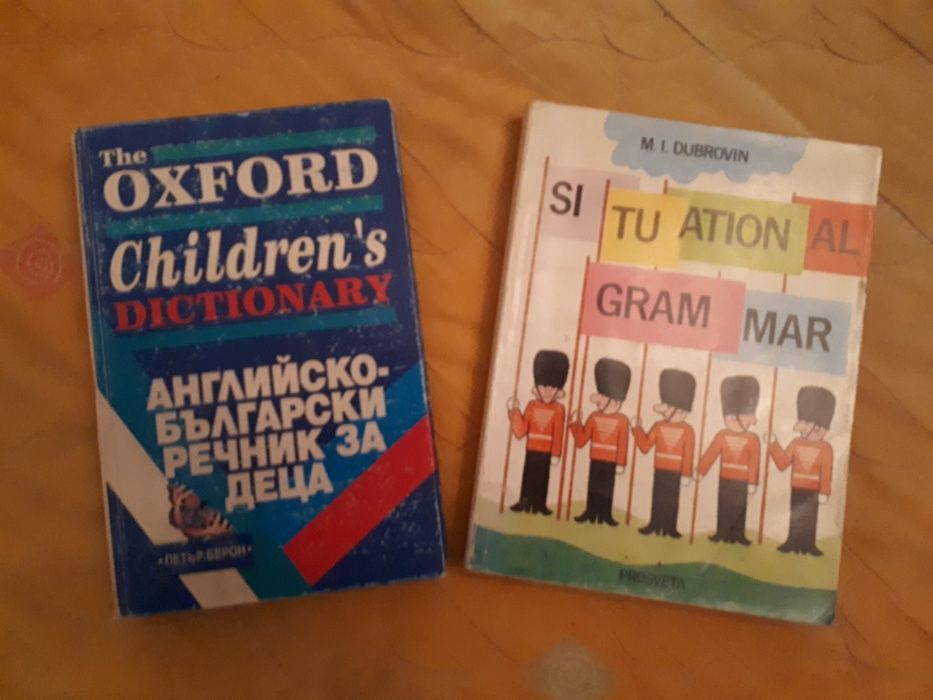 The
OXFORD
Children's
DICTIONARY
АНГЛИЙСКО-
БЪЛГАРСКИ
РЕЧНИК ЗА
ДЕЦА
«ПЕТЪР БЕРОН»
M. I. DUBROVIN
SI TU ATION AL
GRAM MAR
PROSVETA